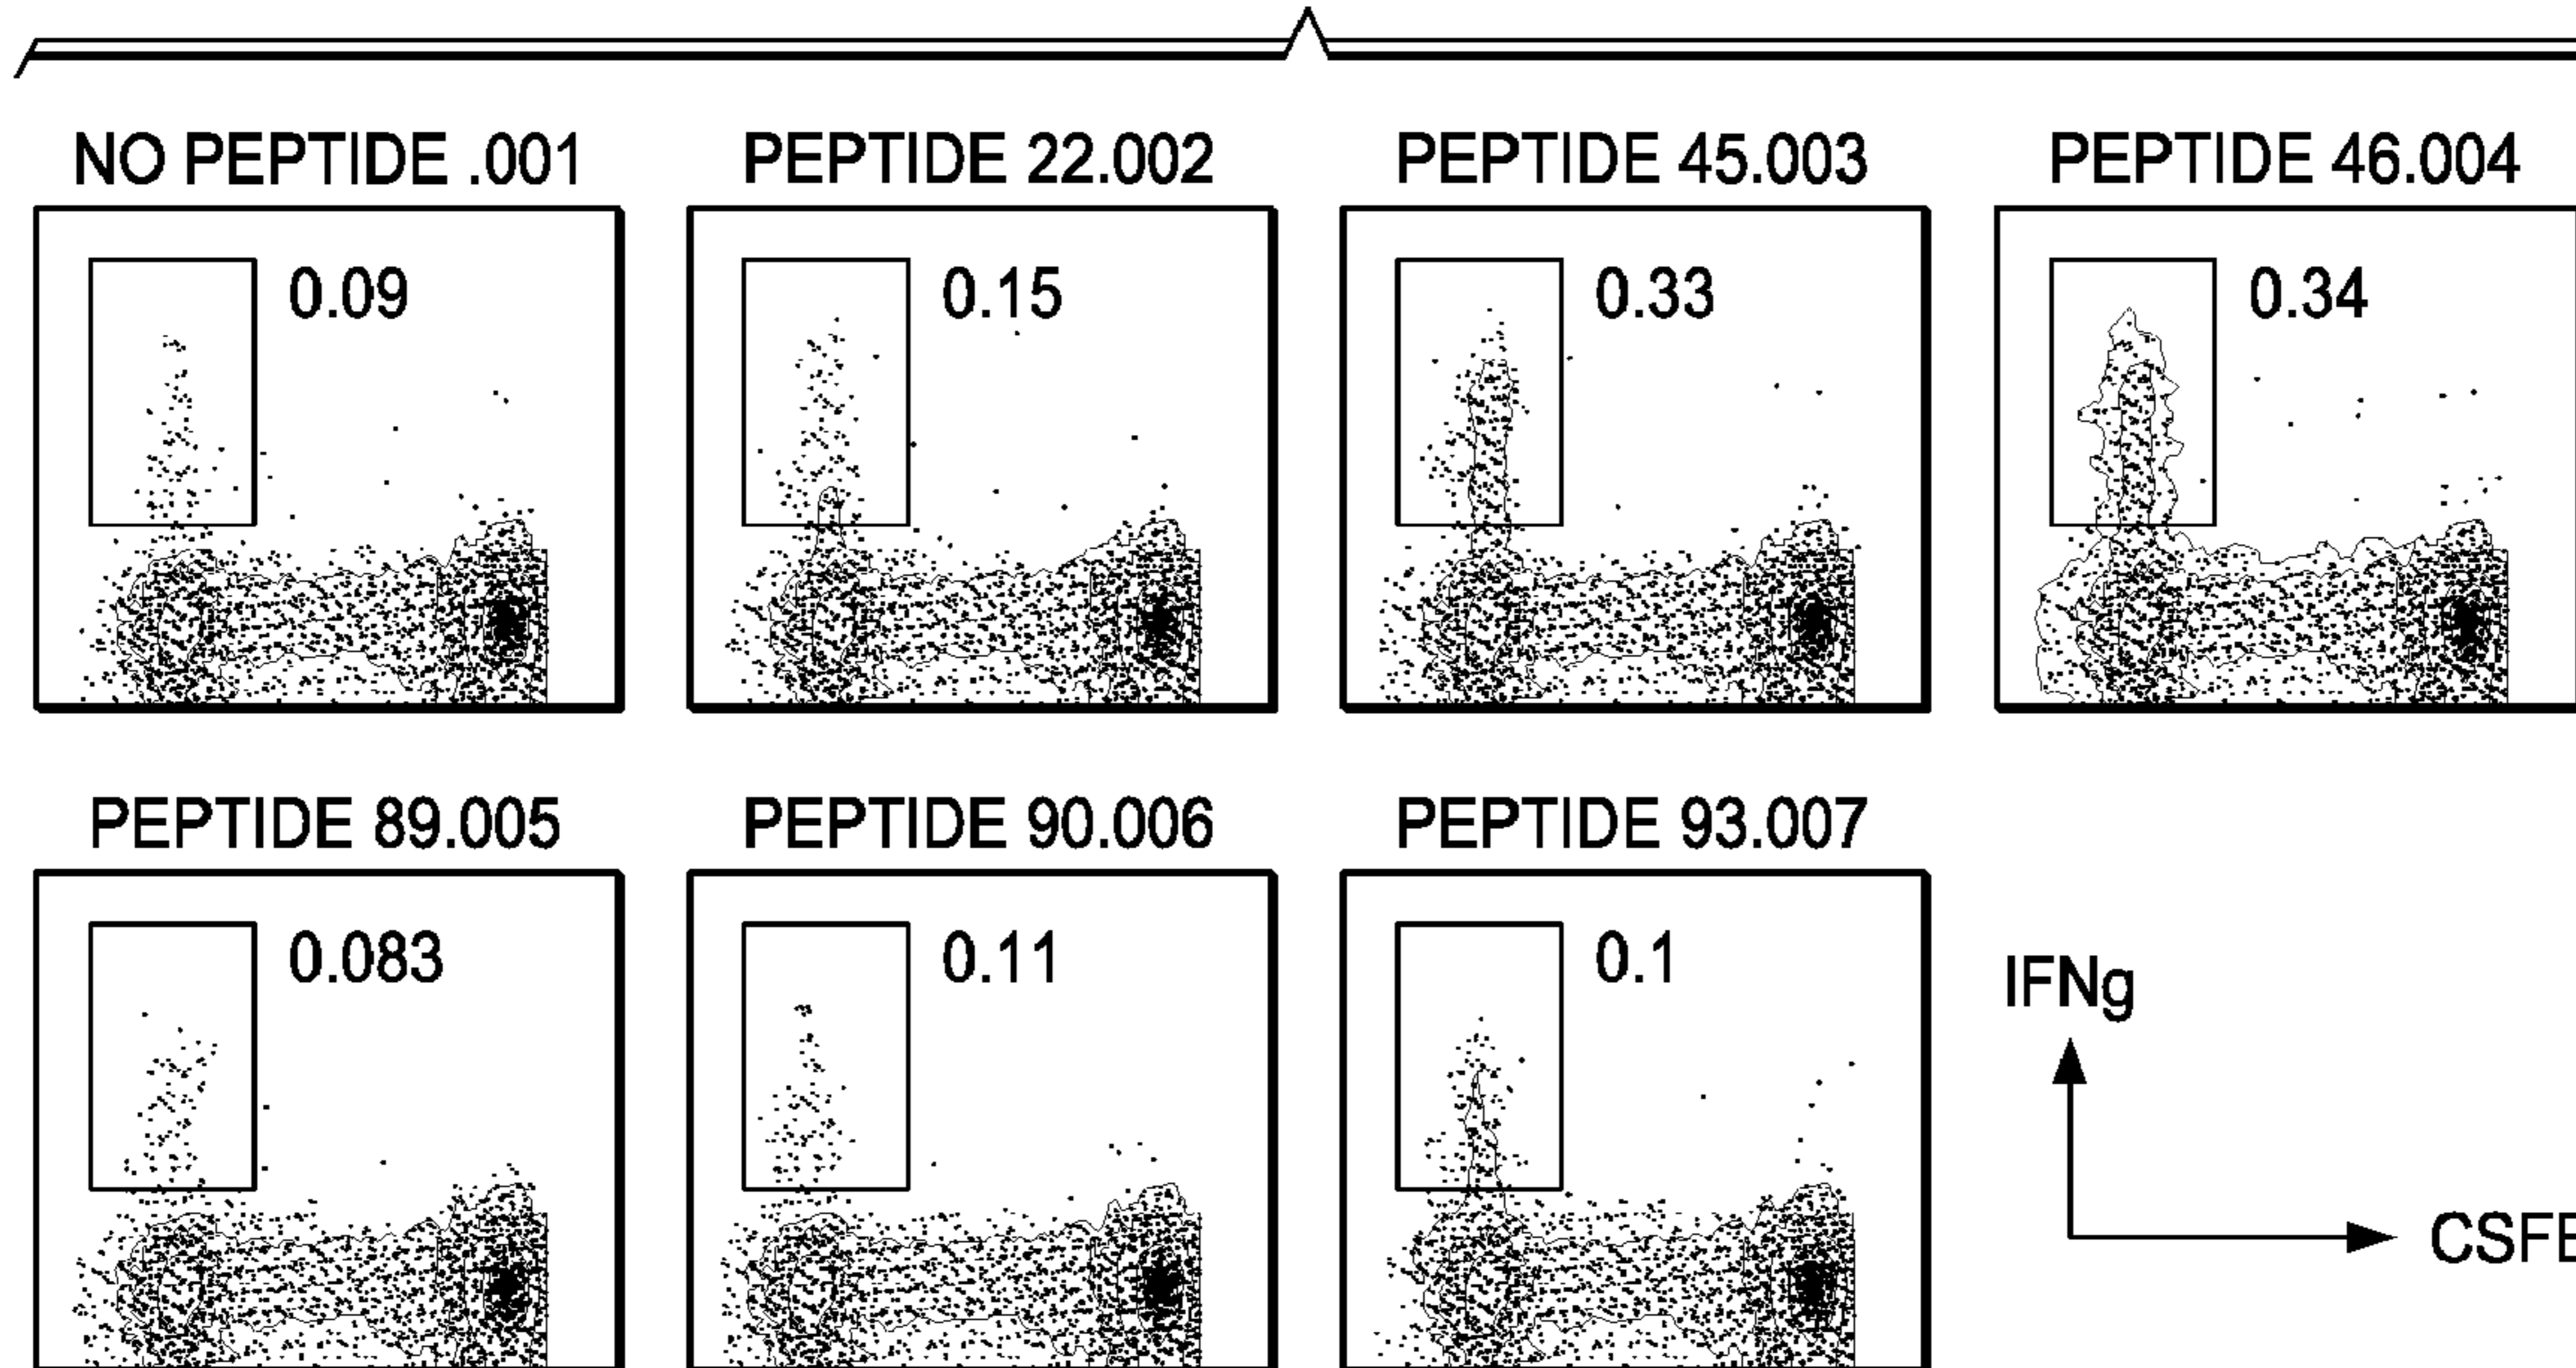 NO PEPTIDE .001
PEPTIDE 22.002
PEPTIDE 45.003
PEPTIDE 46.004
0.09
0.15
0.33
0.34
PEPTIDE 89.005
PEPTIDE 90.006
PEPTIDE 93.007
0.083
0.11
0.1
IFNg
CSFE